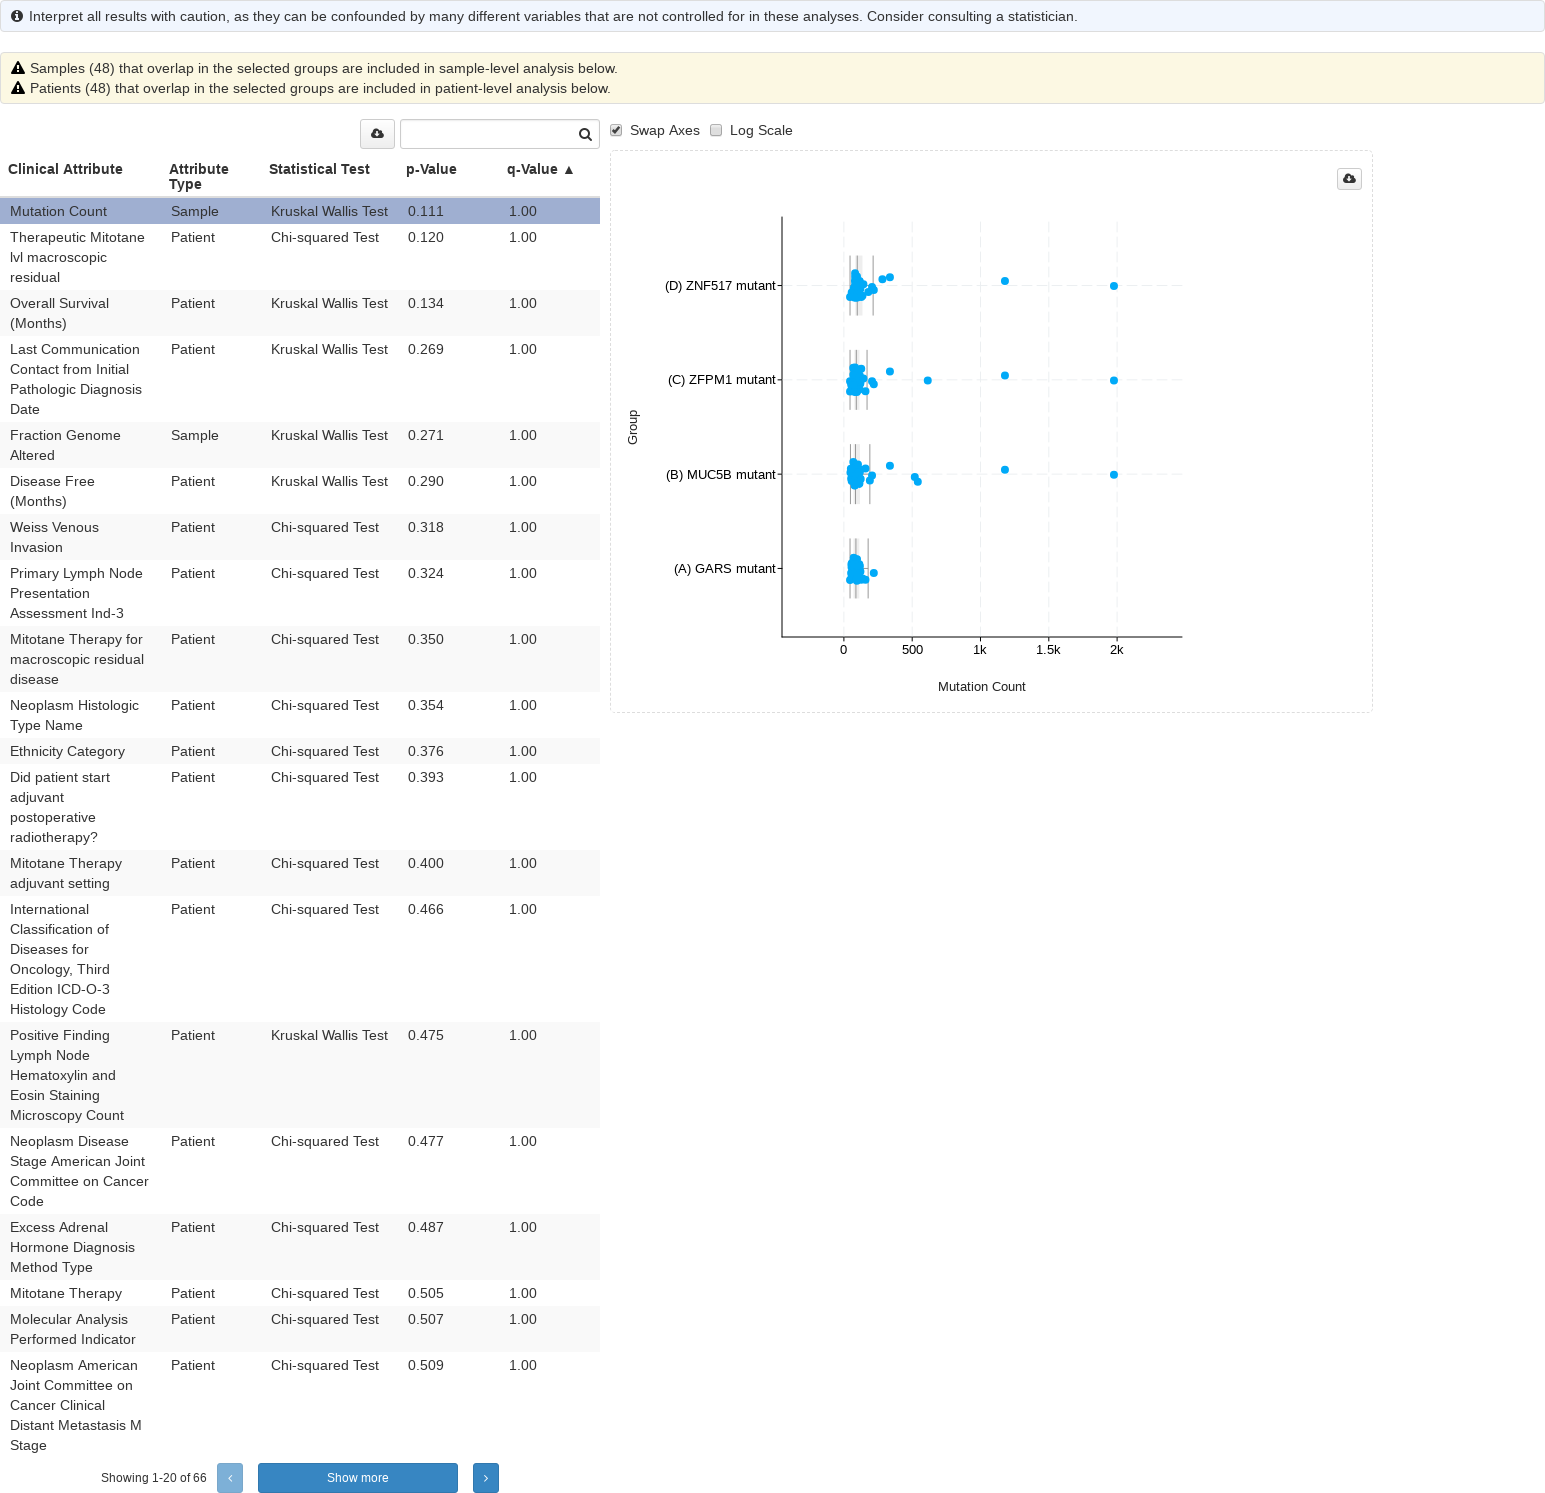 Interpret all results with caution, as they can be confounded by many different variables that are not controlled for in these analyses. Consider consulting a statistician.
Samples (48) that overlap in the selected groups are included in sample-level analysis below.
Patients (48) that overlap in the selected groups are included in patient-level analysis below.
Swap Axes Log Scale
Clinical Attribute Attribute Type Statistical Test p-Value q-Value ▲
Mutation Count Sample Kruskal Wallis Test 0.111 1.00
Therapeutic Mitotane Patient Chi-squared Test 0.120 1.00
lvl macroscopic
residual
Overall Survival Patient Kruskal Wallis Test 0.134 1.00
(Months)
Last Communication Patient Kruskal Wallis Test 0.269 1.00
Contact from Initial
Pathologic Diagnosis
Date
Fraction Genome Sample Kruskal Wallis Test 0.271 1.00
Altered
Disease Free Patient Kruskal Wallis Test 0.290 1.00
(Months)
Weiss Venous Patient Chi-squared Test 0.318 1.00
Invasion
Primary Lymph Node Patient Chi-squared Test 0.324 1.00
Presentation
Assessment Ind-3
Mitotane Therapy for Patient Chi-squared Test 0.350 1.00
macroscopic residual
disease
Neoplasm Histologic Patient Chi-squared Test 0.354 1.00
Type Name
Ethnicity Category Patient Chi-squared Test 0.376 1.00
Did patient start Patient Chi-squared Test 0.393 1.00
adjuvant
postoperative
radiotherapy?
Mitotane Therapy Patient Chi-squared Test 0.400 1.00
adjuvant setting
International Patient Chi-squared Test 0.466 1.00
Classification of
Diseases for
Oncology, Third
Edition ICD-O-3
Histology Code
Positive Finding Patient Kruskal Wallis Test 0.475 1.00
Lymph Node
Hematoxylin and
Eosin Staining
Microscopy Count
Neoplasm Disease Patient Chi-squared Test 0.477 1.00
Stage American Joint
Committee on Cancer
Code
Excess Adrenal Patient Chi-squared Test 0.487 1.00
Hormone Diagnosis
Method Type
Mitotane Therapy Patient Chi-squared Test 0.505 1.00
Molecular Analysis Patient Chi-squared Test 0.507 1.00
Performed Indicator
Neoplasm American Patient Chi-squared Test 0.509 1.00
Joint Committee on
Cancer Clinical
Distant Metastasis M
Stage
Showing 1-20 of 66 Show more
(D) ZNF517 mutant
(C) ZFPM1 mutant
(B) MUC5B mutant
(A) GARS mutant
Group
0 500 1k 1.5k 2k
Mutation Count